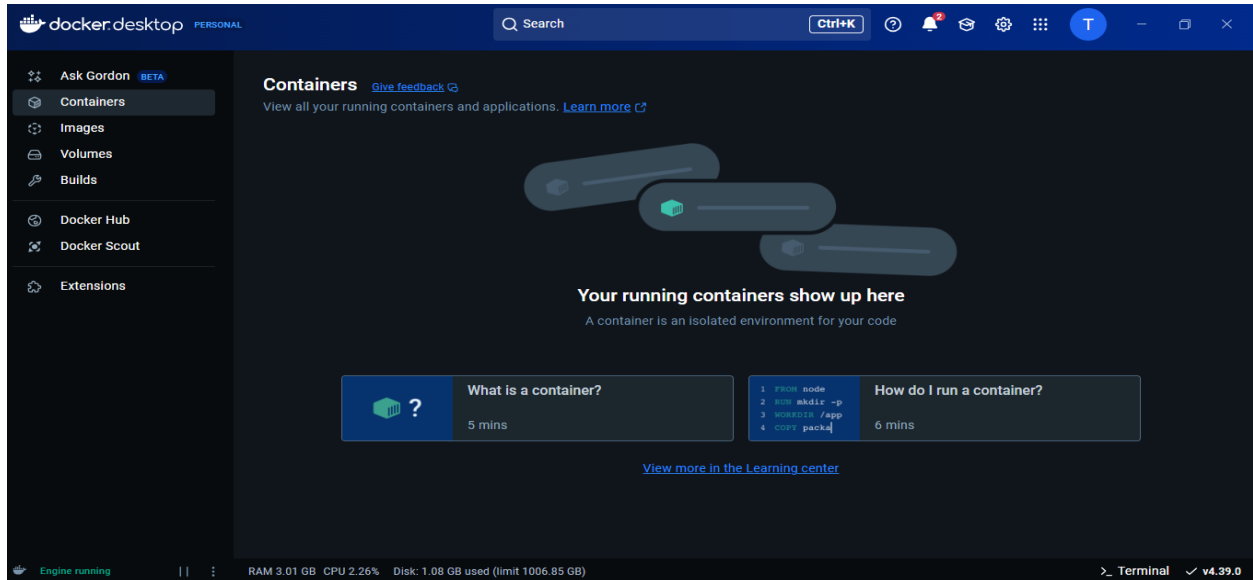 docker.desktop PERSONAL
Search
Ctrl+K
2
T
Ask Gordon BETA
Containers
Images
Volumes
Builds
Docker Hub
Docker Scout
Extensions
Containers Give feedback
View all your running containers and applications. Learn more
Your running containers show up here
A container is an isolated environment for your code
?
What is a container?
5 mins
1 FROM node
2 RUN mkdir -p
3 WORKDIR /app
4 COPY packa
How do I run a container?
6 mins
View more in the Learning center
Engine running
RAM 3.01 GB CPU 2.26% Disk: 1.08 GB used (limit 1006.85 GB)
>_ Terminal
v4.39.0